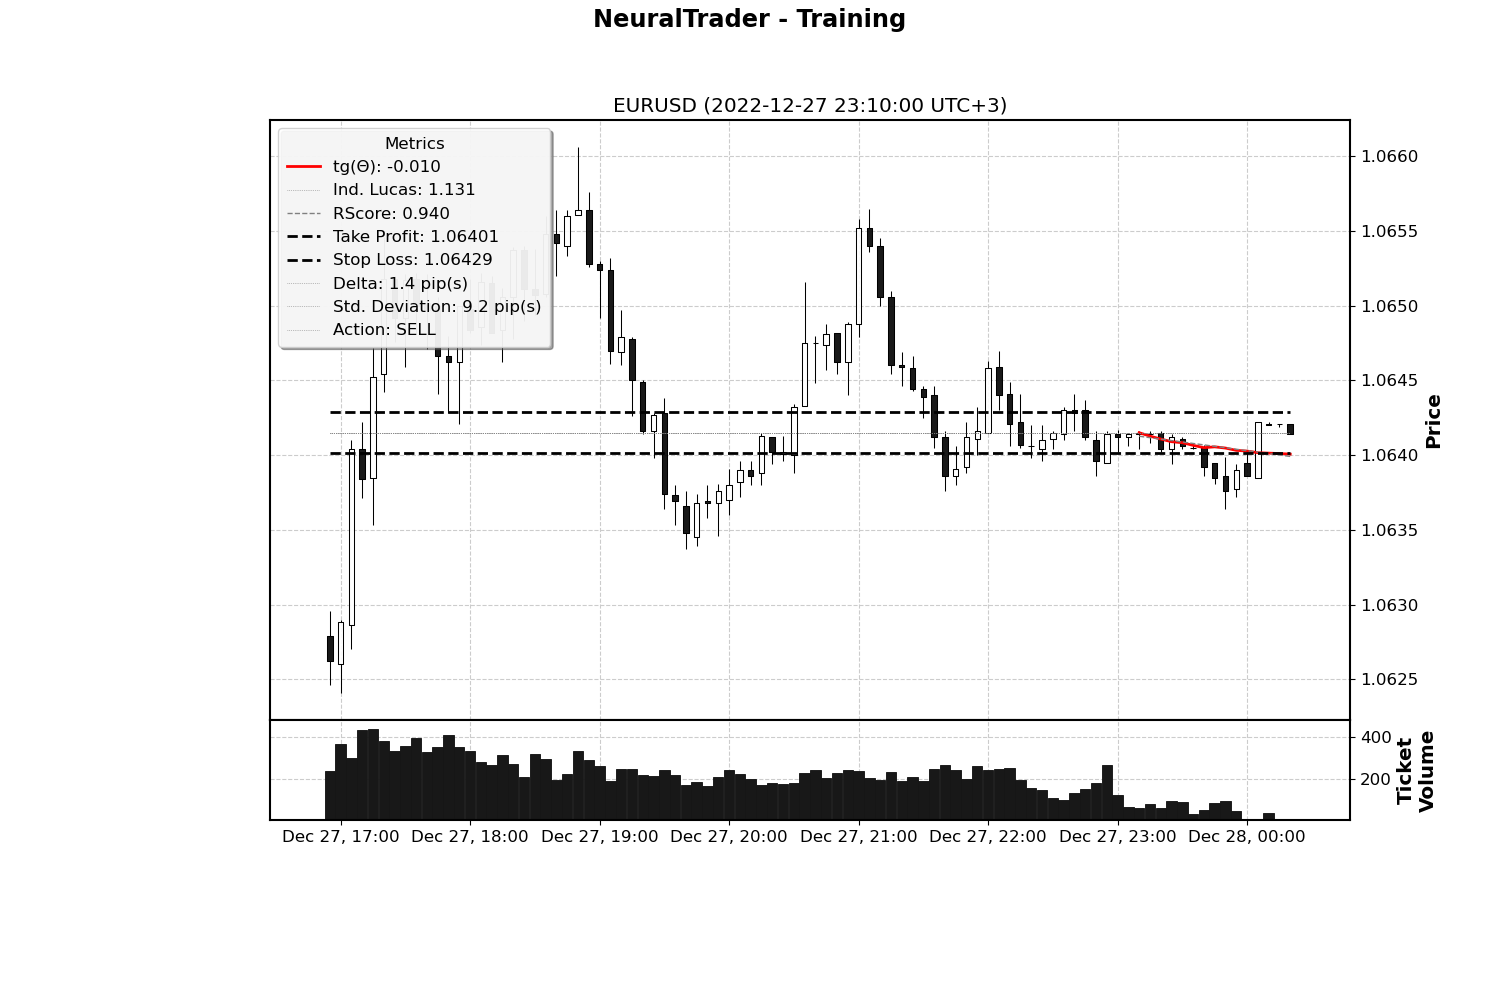 NeuralTrader - Training
EURUSD (2022-12-27 23:10:00 UTC+3)
Metrics
tg(Θ): -0.010
Ind. Lucas: 1.131
RScore: 0.940
Take Profit: 1.06401
Stop Loss: 1.06429
Delta: 1.4 pip(s)
Std. Deviation: 9.2 pip(s)
Action: SELL
1.0660
1.0655
1.0650
1.0645
1.0640
1.0635
1.0630
1.0625
Price
400
200
Ticket
Volume
Dec 27, 17:00 Dec 27, 18:00 Dec 27, 19:00 Dec 27, 20:00 Dec 27, 21:00 Dec 27, 22:00 Dec 27, 23:00 Dec 28, 00:00